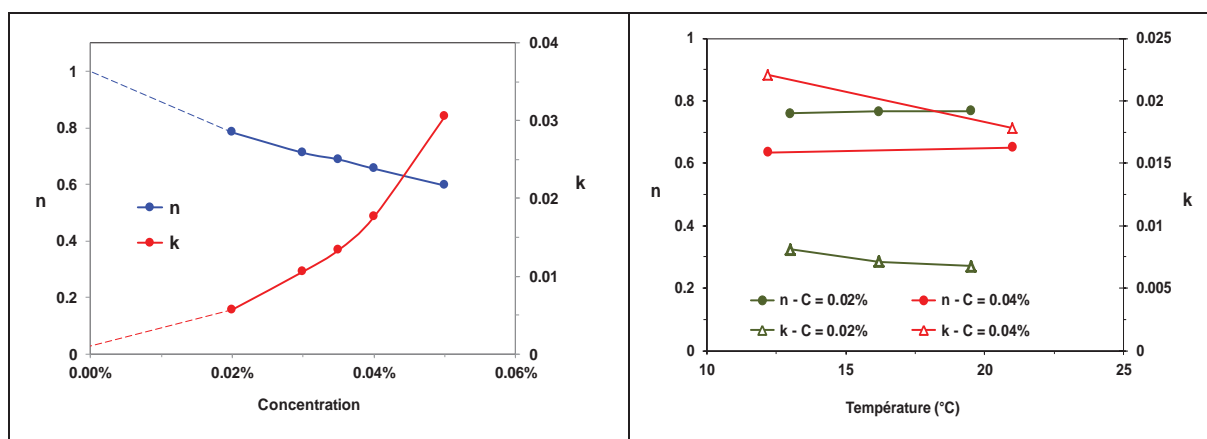 n
1
0.8
0.6
0.4
0.2
0
k
0.04
0.03
0.02
0.01
0
n
k
0.00% 0.02% 0.04% 0.06%
Concentration
n
1
0.8
0.6
0.4
0.2
0
k
0.025
0.02
0.015
0.01
0.005
0
n - C = 0.02% n - C = 0.04%
k - C = 0.02% k - C = 0.04%
10 15 20 25
Température (°C)